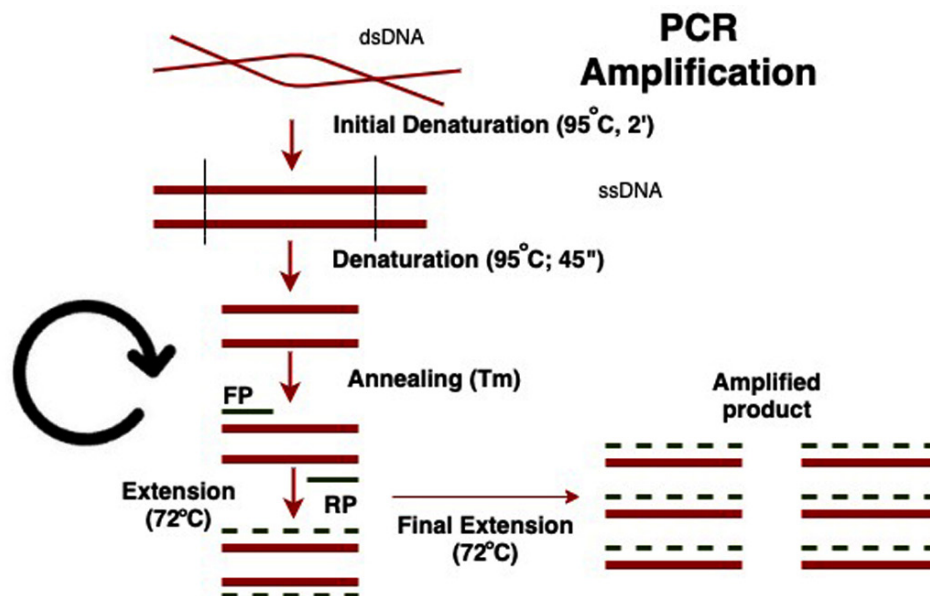 dsDNA
PCR
Amplification
Initial Denaturation (95°C, 2')
ssDNA
Denaturation (95°C; 45")
Annealing (Tm)
FP
Amplified
product
Extension
(72°C)
RP
Final Extension
(72°C)